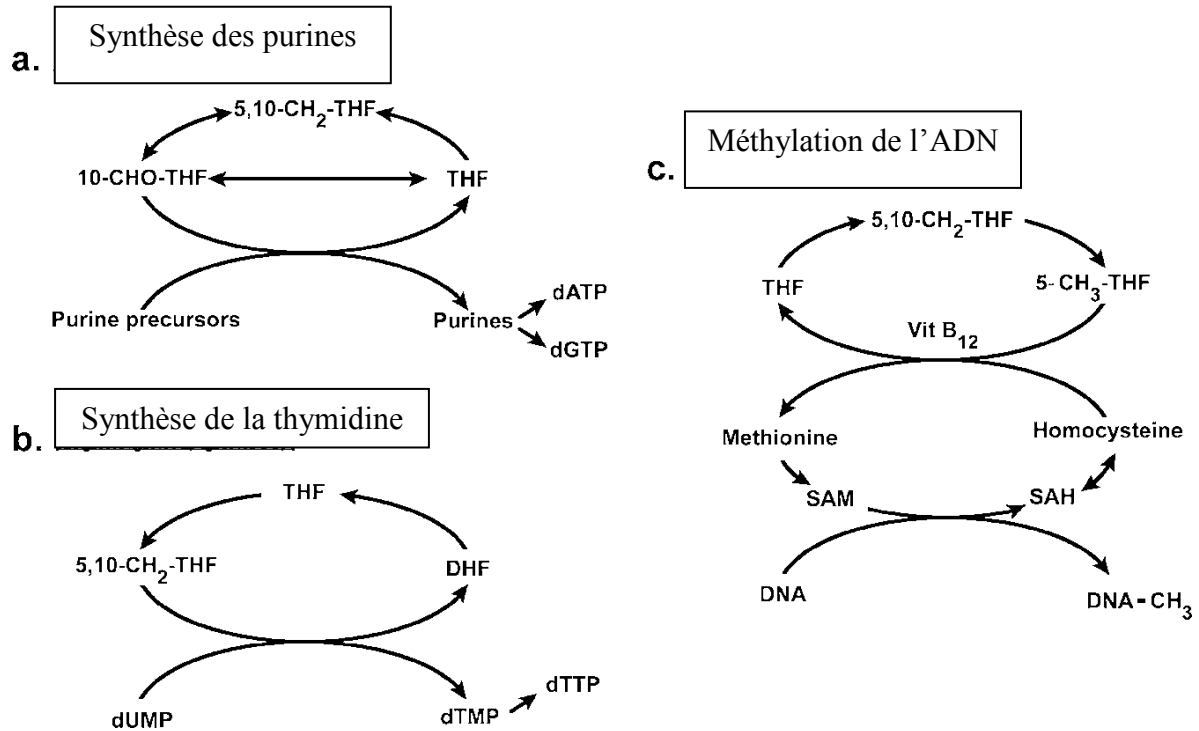 a.
Synthèse des purines
5,10-CH₂-THF
10-CHO-THF
THF
Purine precursors
Purines
dATP
dGTP
b.
Synthèse de la thymidine
THF
5,10-CH₂-THF
DHF
dUMP
dTMP
dTTP
c.
Méthylation de l’ADN
5,10-CH₂-THF
THF
5-CH₃-THF
Vit B₁₂
Methionine
Homocysteine
SAM
SAH
DNA
DNA-CH₃